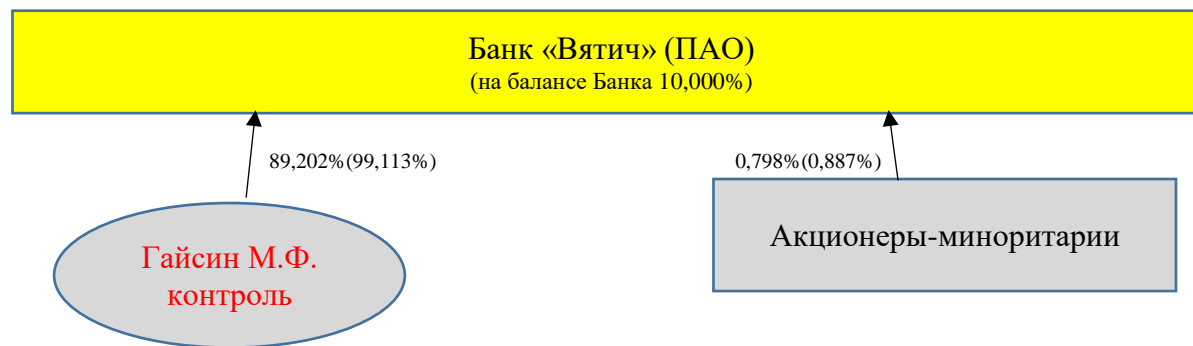 Банк «Вятич» (ПАО)
(на балансе Банка 10,000%)
89,202%(99,113%)
0,798%(0,887%)
Гайсин М.Ф.
контроль
Акционеры-миноритарии